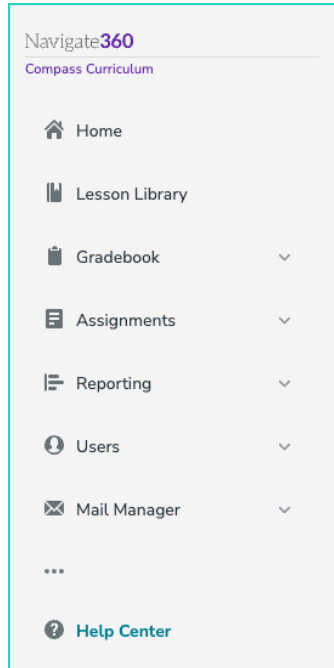 Navigate360
Compass Curriculum
Home
Lesson Library
Gradebook
Assignments
Reporting
Users
Mail Manager
...
Help Center